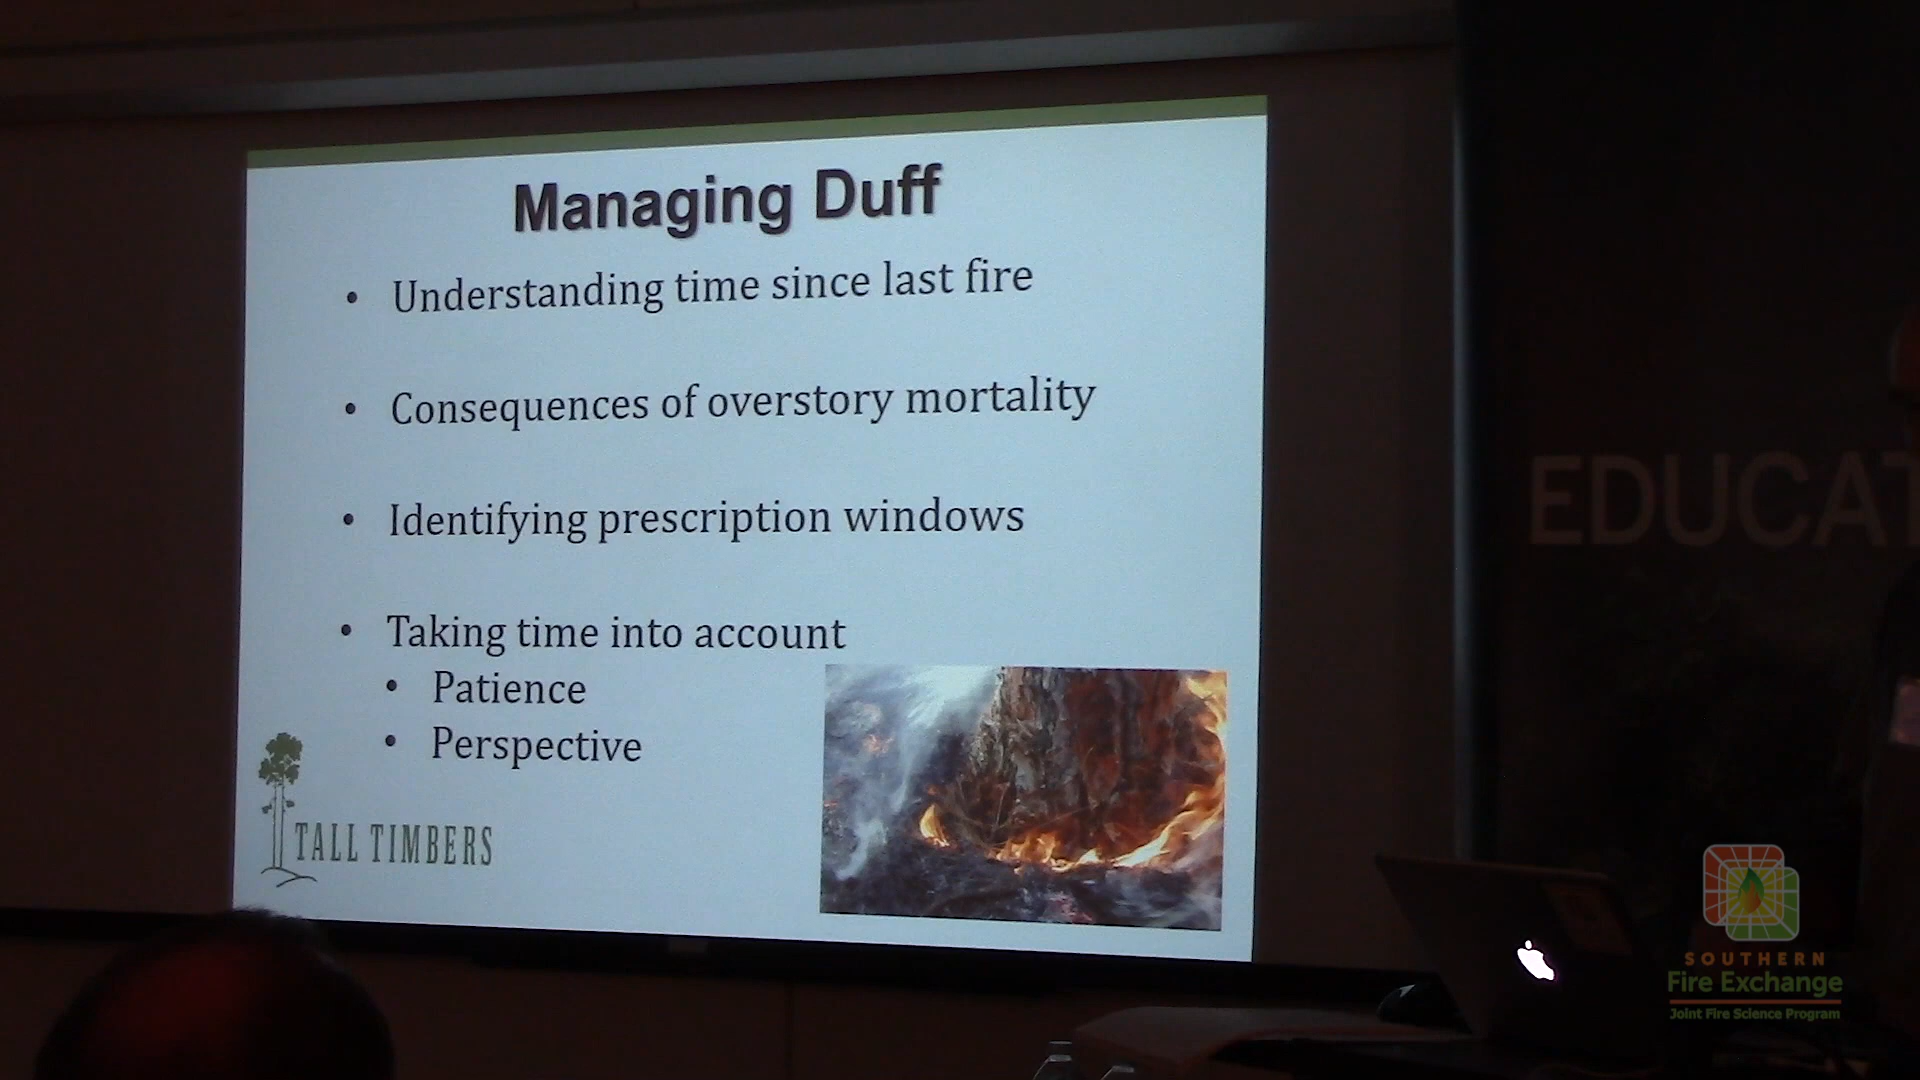 Managing Duff
• Understanding time since last fire
• Consequences of overstory mortality
• Identifying prescription windows
• Taking time into account
• Patience
• Perspective
TALL TIMBERS
EDUCAT
SOUTHERN
Fire Exchange
Joint Fire Science Program